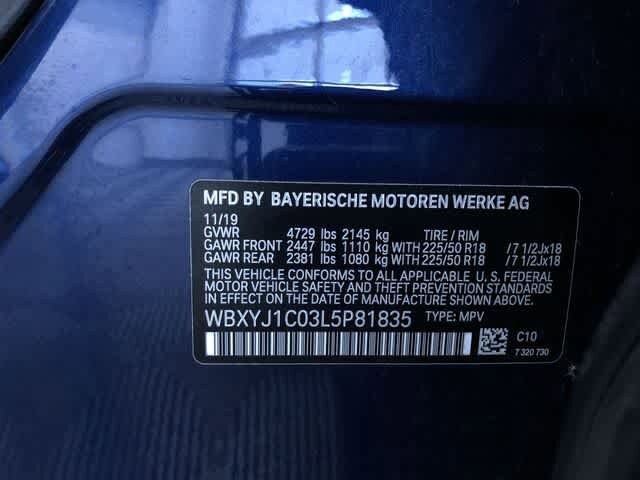 MFD BY BAYERISCHE MOTOREN WERKE AG
11/19
GVWR 4729 lbs 2145 kg TIRE / RIM
GAWR FRONT 2447 lbs 1110 kg WITH 225/50 R18 /7 1/2Jx18
GAWR REAR 2381 lbs 1080 kg WITH 225/50 R18 /7 1/2Jx18
THIS VEHICLE CONFORMS TO ALL APPLICABLE U. S. FEDERAL
MOTOR VEHICLE SAFETY AND THEFT PREVENTION STANDARDS
IN EFFECT ON THE DATE OF MANUFACTURE SHOWN ABOVE.
WBXYJ1C03L5P81835 TYPE: MPV
C10
7 320 730